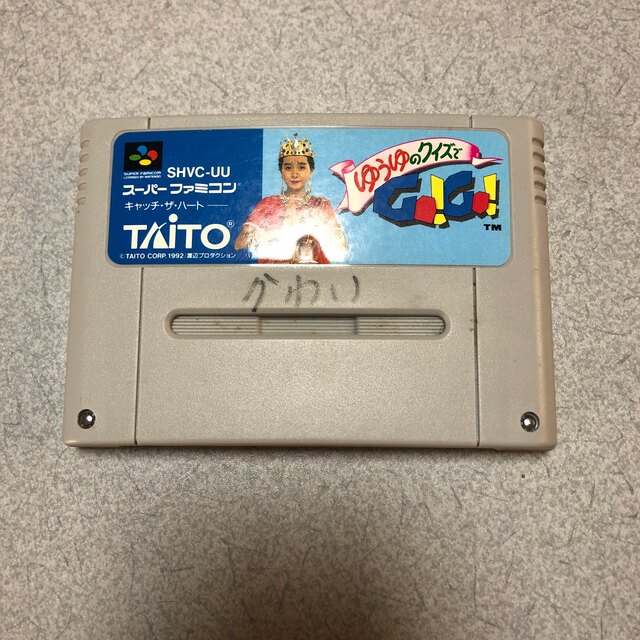 SUPER FAMICOM
LICENSED BY NINTENDO
SHVC-UU
スーパーファミコン®
キャッチ・ザ・ハート
TAITO®
© TAITO CORP. 1992/渡辺プロダクション
ゆうゆのクイズで
GO!GO!
TM
かわい